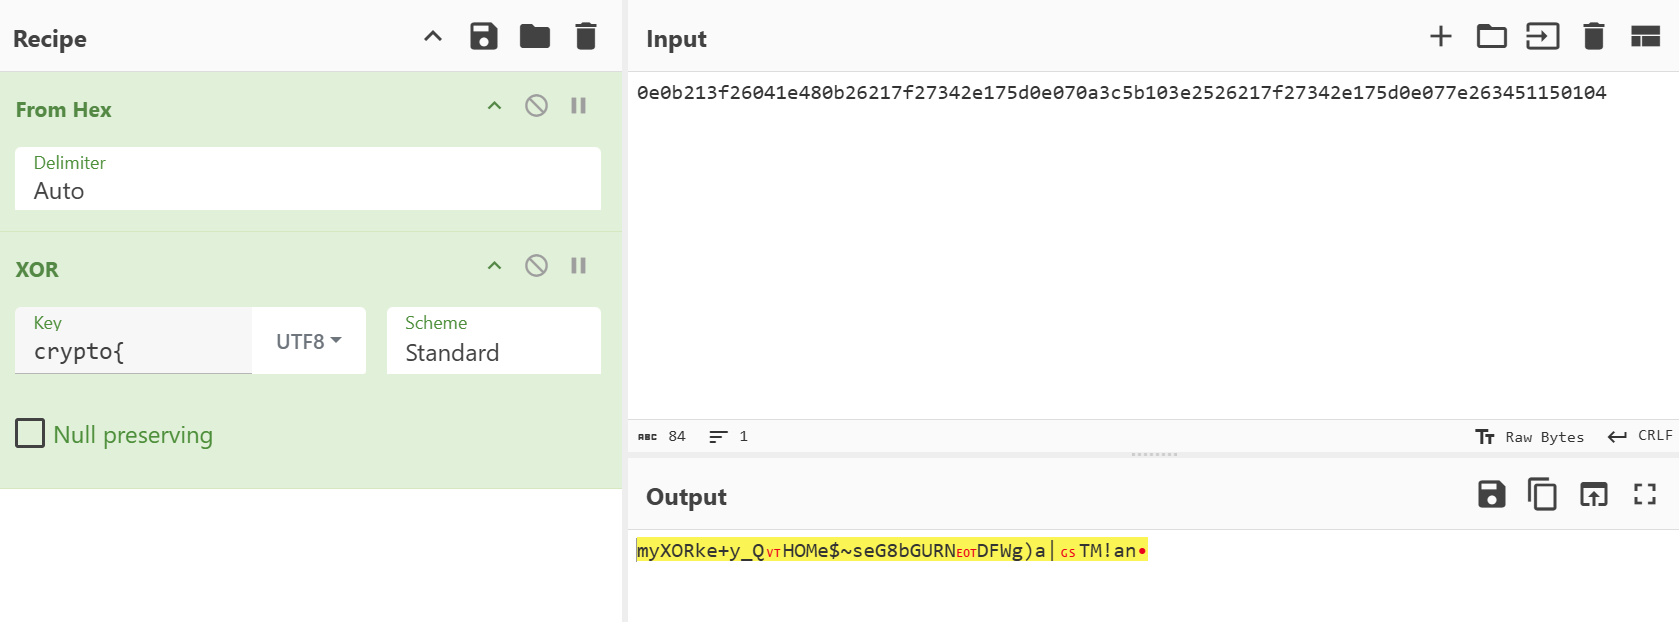 Recipe
From Hex
Delimiter
Auto
XOR
Key
crypto{
UTF8
Scheme
Standard
Null preserving
Input
0e0b213f26041e480b26217f27342e175d0e070a3c5b103e2526217f27342e175d0e077e263451150104
ABC 84 1
Tт Raw Bytes CRLF
Output
myXORke+y_QVTHOMe$~seG8bGURNEOTDFWg)a|GSTM!an•